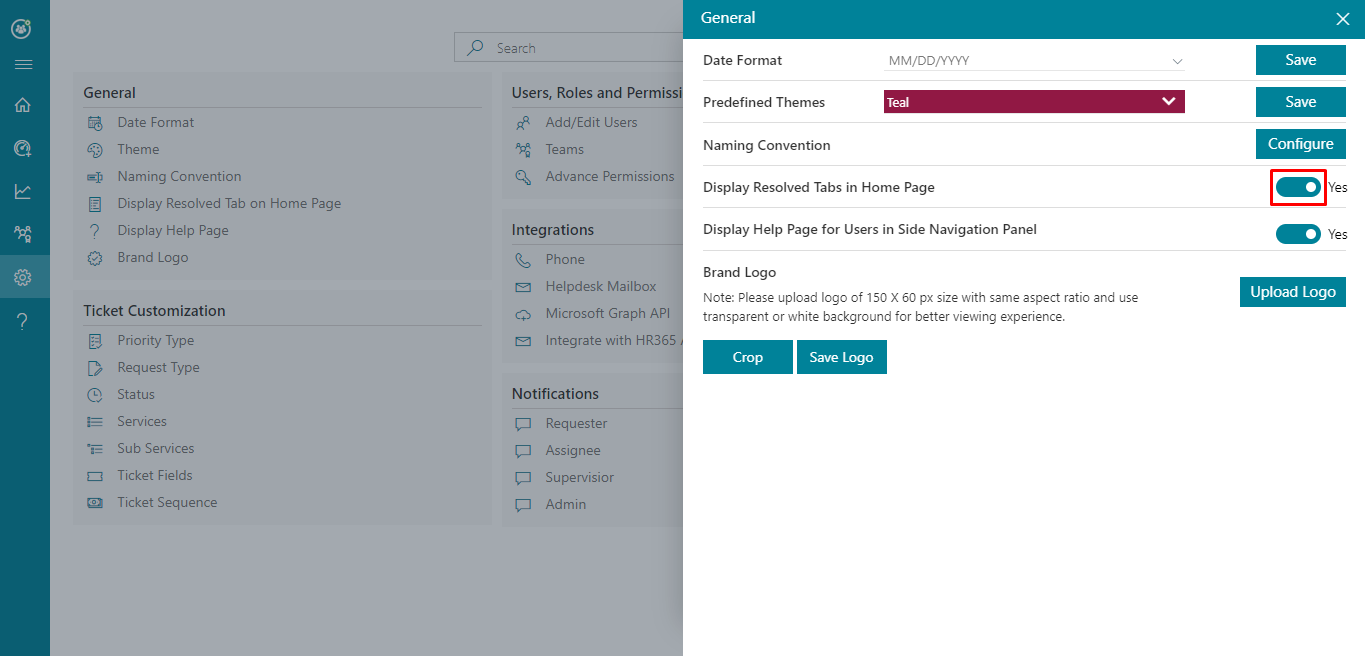 Search
General
Date Format
Theme
Naming Convention
Display Resolved Tab on Home Page
Display Help Page
Brand Logo
Ticket Customization
Priority Type
Request Type
Status
Services
Sub Services
Ticket Fields
Ticket Sequence
Users, Roles and Permissi
Add/Edit Users
Teams
Advance Permissions
Integrations
Phone
Helpdesk Mailbox
Microsoft Graph API
Integrate with HR365 A
Notifications
Requester
Assignee
Supervisior
Admin
General
Date Format MM/DD/YYYY Save
Predefined Themes Teal Save
Naming Convention Configure
Display Resolved Tabs in Home Page Yes
Display Help Page for Users in Side Navigation Panel Yes
Brand Logo
Note: Please upload logo of 150 X 60 px size with same aspect ratio and use
transparent or white background for better viewing experience.
Upload Logo
Crop Save Logo